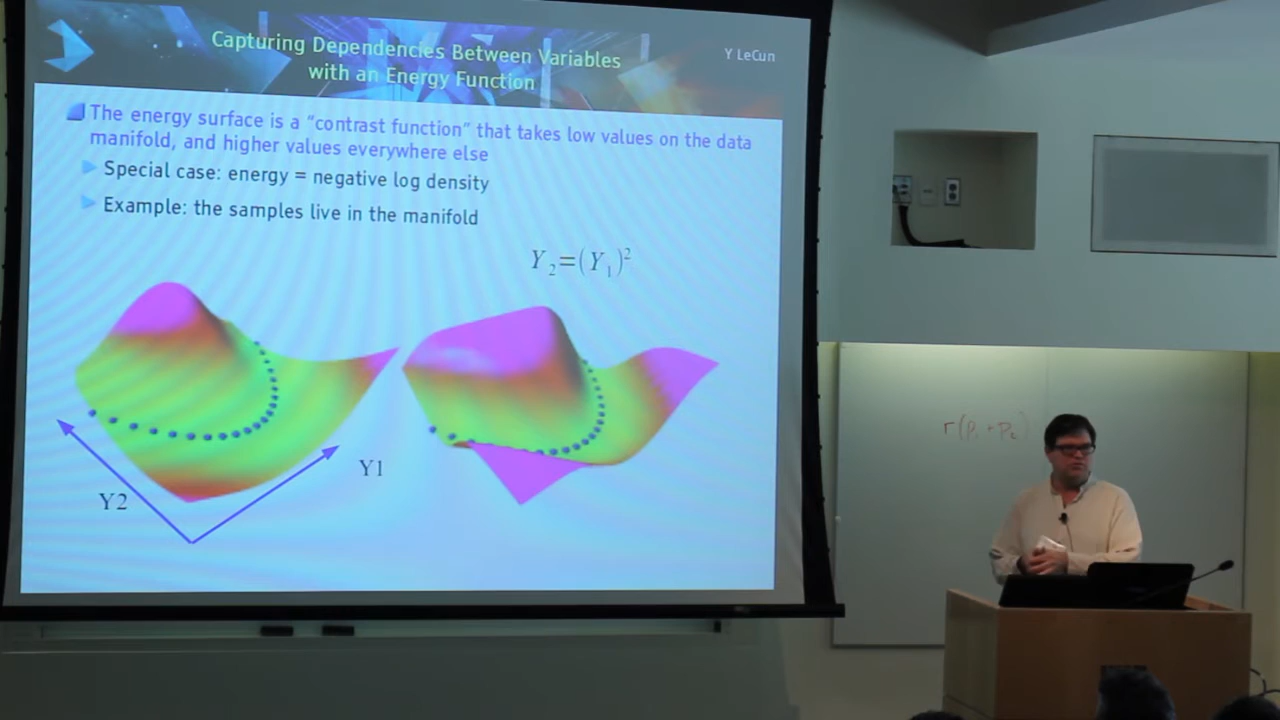 Capturing Dependencies Between Variables
with an Energy Function
Y LeCun
The energy surface is a “contrast function” that takes low values on the data
manifold, and higher values everywhere else
Special case: energy = negative log density
Example: the samples live in the manifold
Y₂=(Y₁)²
Y1
Y2
r(p₁+p₂)